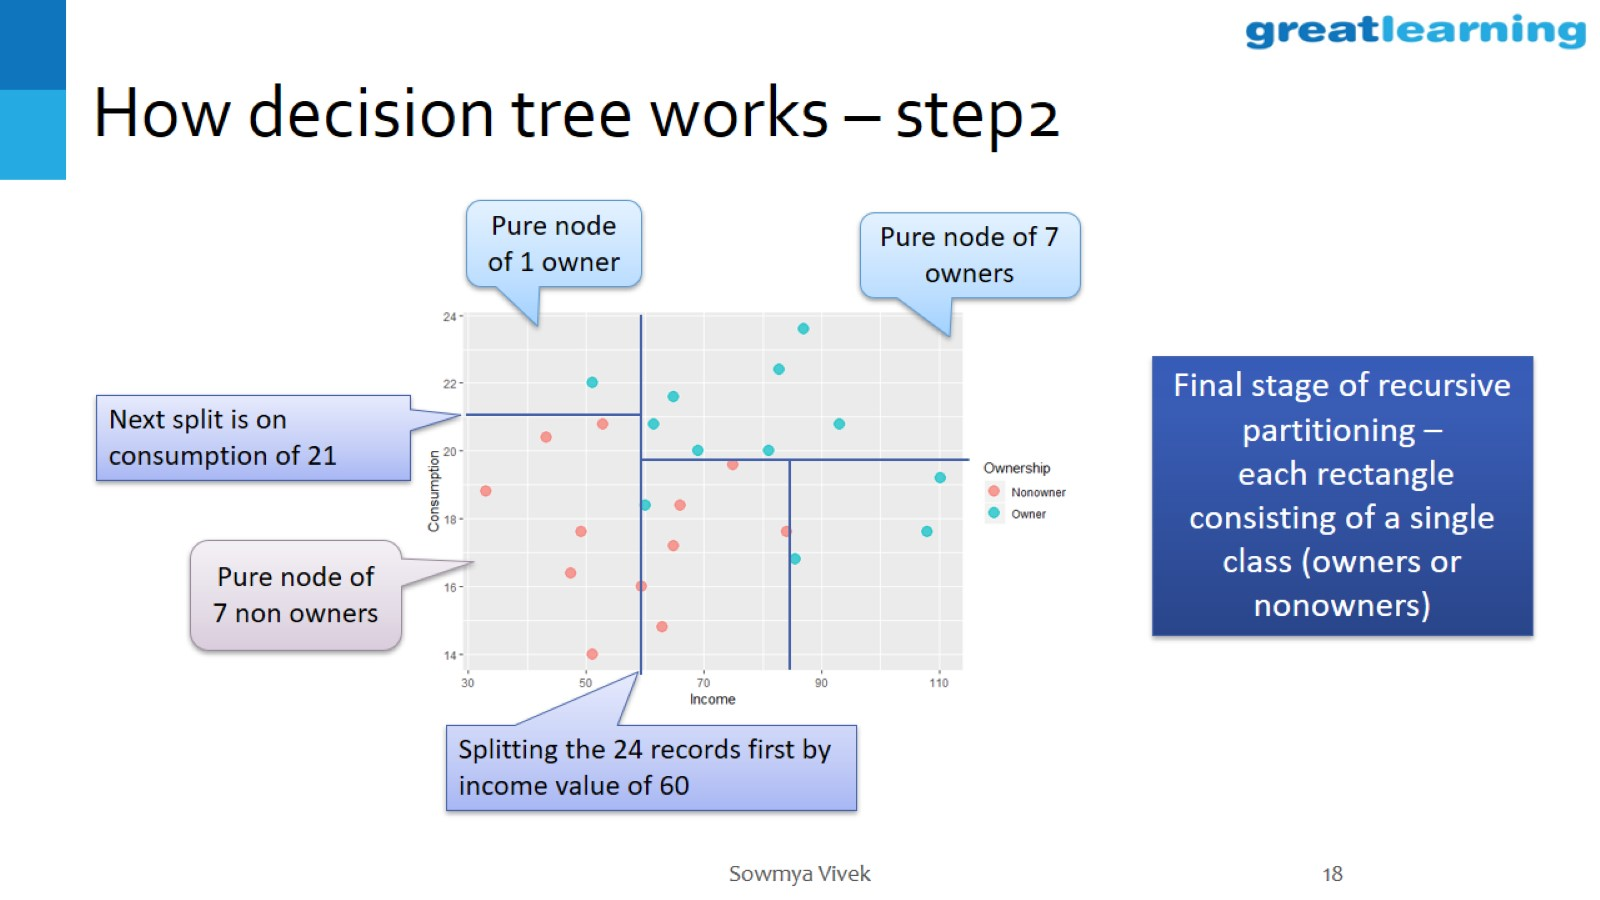 greatlearning
How decision tree works – step2
Pure node
of 1 owner
Pure node of 7
owners
Next split is on
consumption of 21
Pure node of
7 non owners
24
22
20
18
16
14
Consumption
30
50
70
90
110
Income
Ownership
Nonowner
Owner
Splitting the 24 records first by
income value of 60
Final stage of recursive
partitioning –
each rectangle
consisting of a single
class (owners or
nonowners)
Sowmya Vivek
18